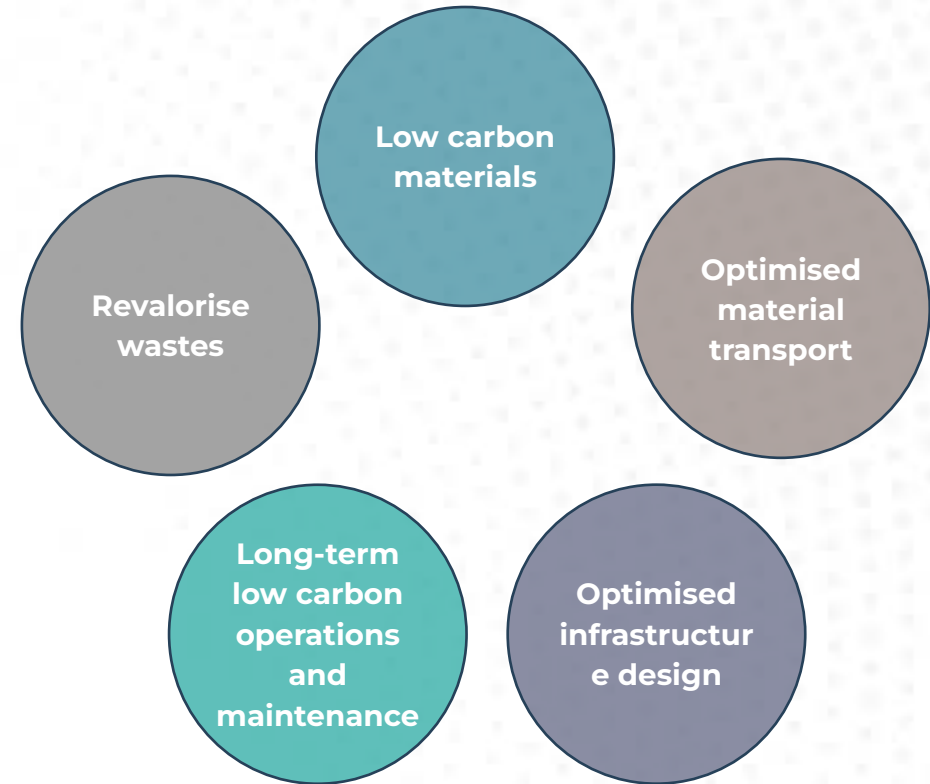 Low carbon
materials
Optimised
material
transport
Revalorise
wastes
Long-term
low carbon
operations
and
maintenance
Optimised
infrastructur
e design